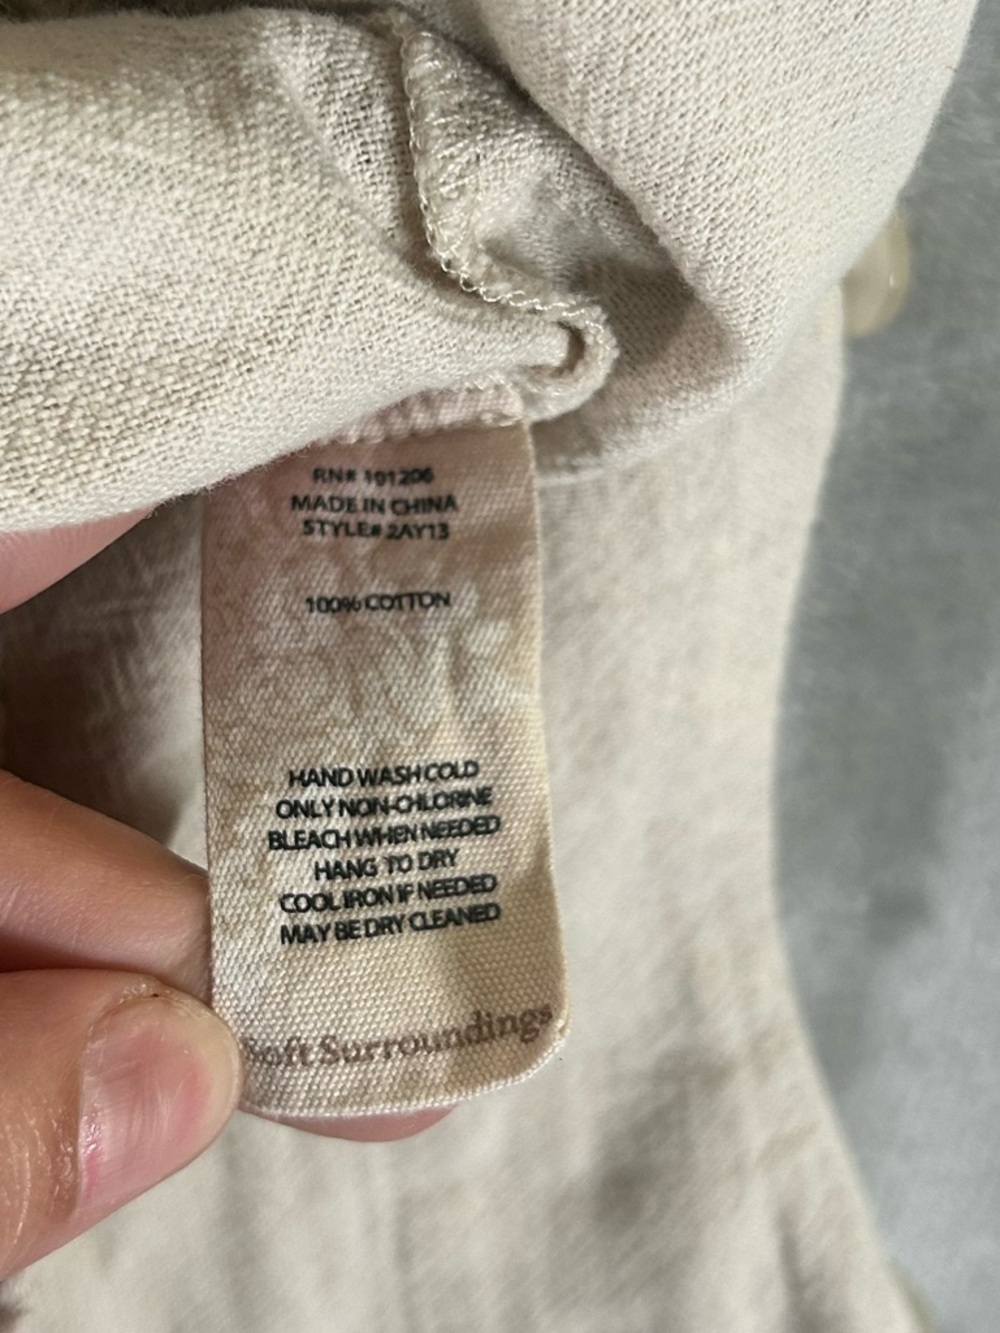 RN# 101206
MADE IN CHINA
STYLE# 2AY13
100% COTTON
HAND WASH COLD
ONLY NON-CHLORINE
BLEACH WHEN NEEDED
HANG TO DRY
COOL IRON IF NEEDED
MAY BE DRY CLEANED
Soft Surroundings